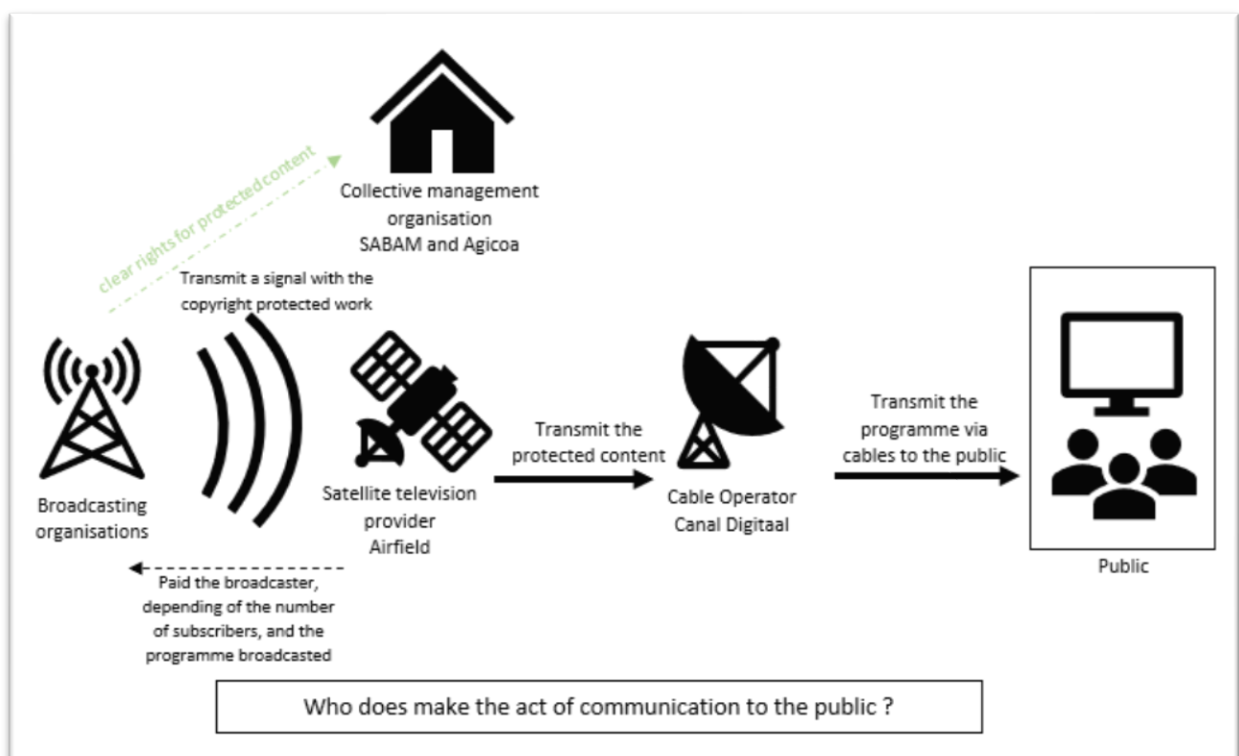 Collective management
organisation
SABAM and Agicoa
clear rights for protected content
Transmit a signal with the
copyright protected work
Broadcasting
organisations
Satellite television
provider
Airfield
Transmit the
protected content
Cable Operator
Canal Digitaal
Transmit the
programme via
cables to the public
Public
Paid the broadcaster,
depending of the number
of subscribers, and the
programme broadcasted
Who does make the act of communication to the public ?